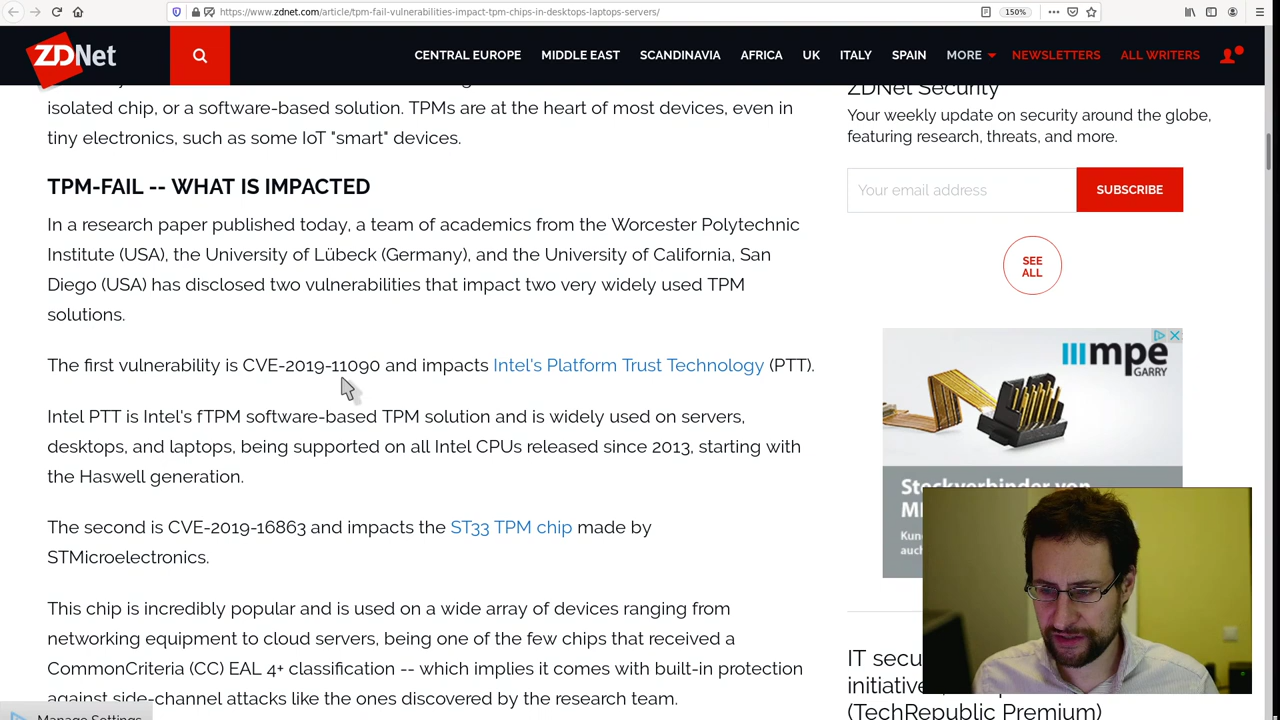 https://www.zdnet.com/article/tpm-fail-vulnerabilities-impact-tpm-chips-in-desktops-laptops-servers/
150%
ZDNet
CENTRAL EUROPE
MIDDLE EAST
SCANDINAVIA
AFRICA
UK
ITALY
SPAIN
MORE
NEWSLETTERS
ALL WRITERS
isolated chip, or a software-based solution. TPMs are at the heart of most devices, even in
tiny electronics, such as some IoT "smart" devices.
TPM-FAIL -- WHAT IS IMPACTED
In a research paper published today, a team of academics from the Worcester Polytechnic
Institute (USA), the University of Lübeck (Germany), and the University of California, San
Diego (USA) has disclosed two vulnerabilities that impact two very widely used TPM
solutions.
The first vulnerability is CVE-2019-11090 and impacts Intel's Platform Trust Technology (PTT).
Intel PTT is Intel's fTPM software-based TPM solution and is widely used on servers,
desktops, and laptops, being supported on all Intel CPUs released since 2013, starting with
the Haswell generation.
The second is CVE-2019-16863 and impacts the ST33 TPM chip made by
STMicroelectronics.
This chip is incredibly popular and is used on a wide array of devices ranging from
networking equipment to cloud servers, being one of the few chips that received a
CommonCriteria (CC) EAL 4+ classification -- which implies it comes with built-in protection
against side-channel attacks like the ones discovered by the research team.
Manage Settings
ZDNet Security
Your weekly update on security around the globe,
featuring research, threats, and more.
Your email address
SUBSCRIBE
SEE
ALL
mpe
GARRY
Steckverbinder von
Kun
auch
IT secu
initiative
(TechRepublic Premium)